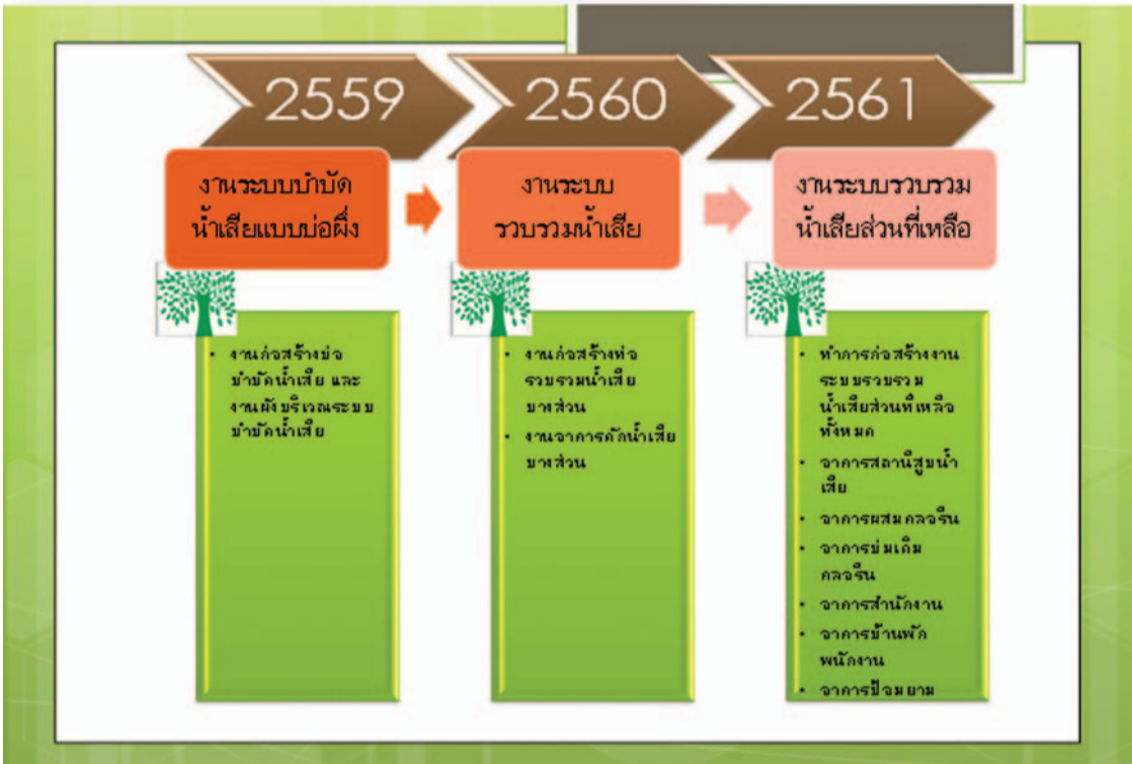 2559
2560
2561
งานระบบบำบัด
น้ำเสียแบบบ่อผึ่ง
งานระบบ
รวบรวมน้ำเสีย
งานระบบรวบรวม
น้ำเสียส่วนที่เหลือ
• งานก่อสร้างบ่อ
บำบัดน้ำเสีย และ
งานผังบริเวณระบบ
บำบัดน้ำเสีย
• งานก่อสร้างท่อ
รวบรวมน้ำเสีย
บางส่วน
• งานอาคารดักน้ำเสีย
บางส่วน
• ทำการก่อสร้างงาน
ระบบรวบรวม
น้ำเสียส่วนที่เหลือ
ทั้งหมด
• อาคารสถานีสูบน้ำ
เสีย
• อาคารผสมคลอรีน
• อาคารบ่มเติม
คลอรีน
• อาคารสำนักงาน
• อาคารบ้านพัก
พนักงาน
• อาคารป้อมยาม